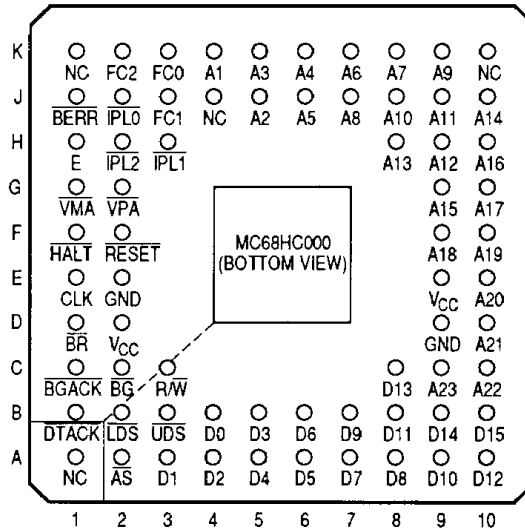 K
NC FC2 FC0 A1 A3 A4 A6 A7 A9 NC
J
BERR IPL0 FC1 NC A2 A5 A8 A10 A11 A14
H
E IPL2 IPL1 A13 A12 A16
G
VMA VPA A15 A17
MC68HC000
(BOTTOM VIEW)
F
HALT RESET A18 A19
E
CLK GND VCC A20
D
BR VCC GND A21
C
BGACK BG R/W D13 A23 A22
B
DTACK LDS UDS D0 D3 D6 D9 D11 D14 D15
A
NC AS D1 D2 D4 D5 D7 D8 D10 D12
1 2 3 4 5 6 7 8 9 10